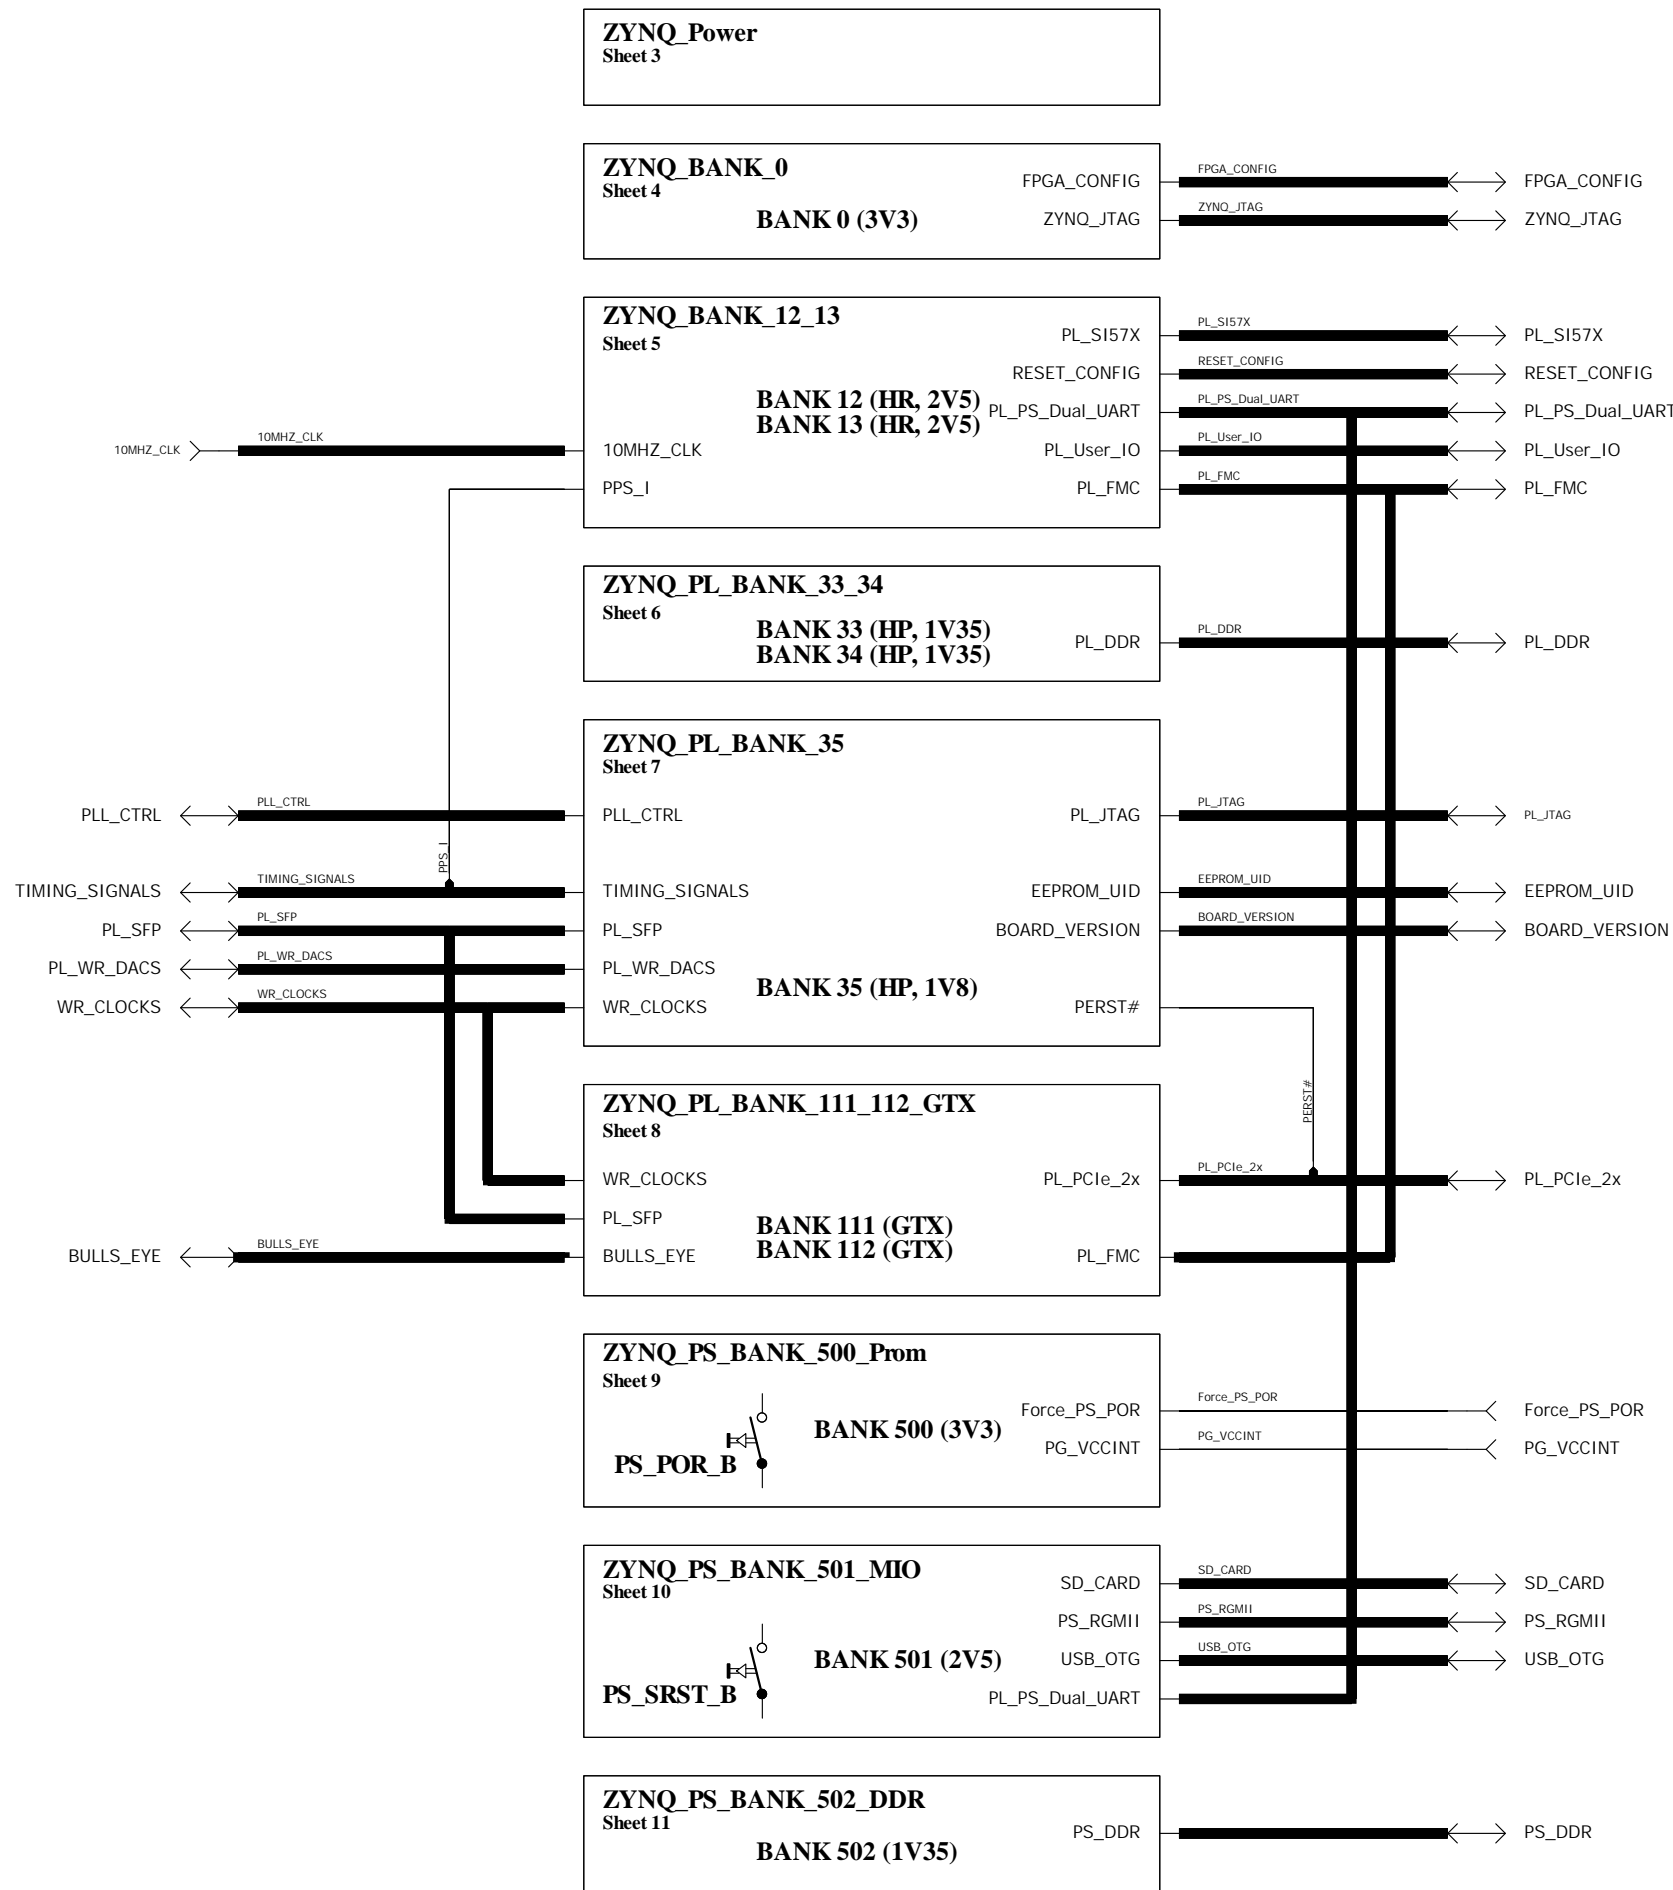 ZYNQ_Power
Sheet 3
ZYNQ_BANK_0
Sheet 4
BANK 0 (3V3)
FPGA_CONFIG
FPGA_CONFIG
FPGA_CONFIG
ZYNQ_JTAG
ZYNQ_JTAG
ZYNQ_JTAG
ZYNQ_BANK_12_13
Sheet 5
BANK 12 (HR, 2V5)
BANK 13 (HR, 2V5)
10MHZ_CLK
10MHZ_CLK
10MHZ_CLK
PPS_I
PL_SI57X
PL_SI57X
PL_SI57X
RESET_CONFIG
RESET_CONFIG
RESET_CONFIG
PL_PS_Dual_UART
PL_PS_Dual_UART
PL_PS_Dual_UART
PL_User_IO
PL_User_IO
PL_User_IO
PL_FMC
PL_FMC
PL_FMC
ZYNQ_PL_BANK_33_34
Sheet 6
BANK 33 (HP, 1V35)
BANK 34 (HP, 1V35)
PL_DDR
PL_DDR
PL_DDR
ZYNQ_PL_BANK_35
Sheet 7
PLL_CTRL
PLL_CTRL
PLL_CTRL
PPS_I
TIMING_SIGNALS
TIMING_SIGNALS
TIMING_SIGNALS
PL_SFP
PL_SFP
PL_SFP
PL_WR_DACS
PL_WR_DACS
PL_WR_DACS
WR_CLOCKS
WR_CLOCKS
WR_CLOCKS
BANK 35 (HP, 1V8)
PL_JTAG
PL_JTAG
PL_JTAG
EEPROM_UID
EEPROM_UID
EEPROM_UID
BOARD_VERSION
BOARD_VERSION
BOARD_VERSION
PERST#
PERST#
ZYNQ_PL_BANK_111_112_GTX
Sheet 8
WR_CLOCKS
PL_SFP
BULLS_EYE
BULLS_EYE
BULLS_EYE
BANK 111 (GTX)
BANK 112 (GTX)
PL_PCIe_2x
PL_PCIe_2x
PL_PCIe_2x
PL_FMC
ZYNQ_PS_BANK_500_Prom
Sheet 9
PS_POR_B
BANK 500 (3V3)
Force_PS_POR
Force_PS_POR
Force_PS_POR
PG_VCCINT
PG_VCCINT
PG_VCCINT
ZYNQ_PS_BANK_501_MIO
Sheet 10
PS_SRST_B
BANK 501 (2V5)
SD_CARD
SD_CARD
SD_CARD
PS_RGMII
PS_RGMII
PS_RGMII
USB_OTG
USB_OTG
USB_OTG
PL_PS_Dual_UART
ZYNQ_PS_BANK_502_DDR
Sheet 11
BANK 502 (1V35)
PS_DDR
PS_DDR